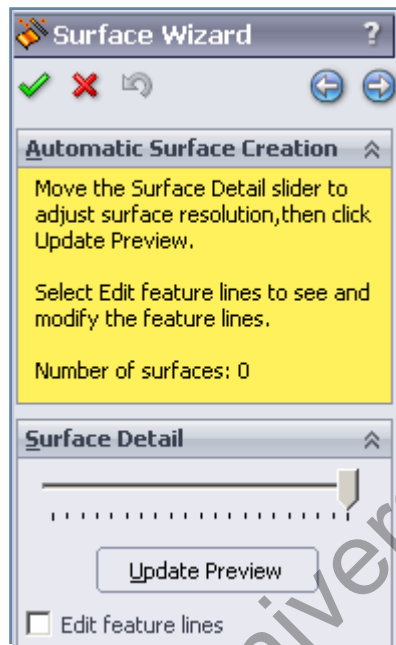 Surface Wizard ?
Automatic Surface Creation
Move the Surface Detail slider to
adjust surface resolution,then click
Update Preview.
Select Edit feature lines to see and
modify the feature lines.
Number of surfaces: 0
Surface Detail
Update Preview
Edit feature lines